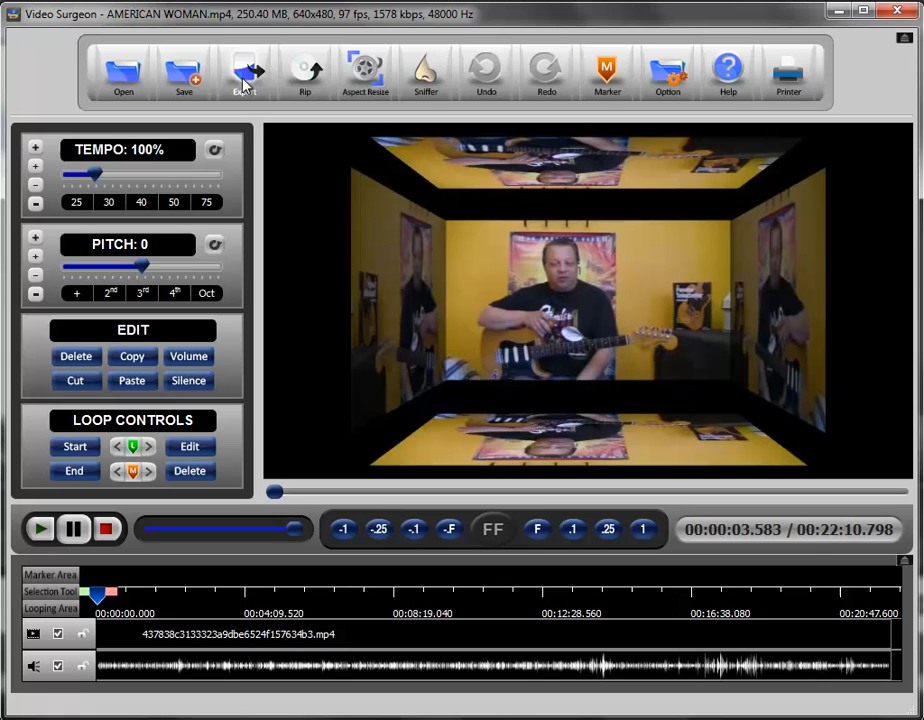 Video Surgeon - AMERICAN WOMAN.mp4, 250.40 MB, 640x480, 97 fps, 1578 kbps, 48000 Hz
Open Save Export Rip Aspect Resize Sniffer Undo Redo Marker Option Help Printer
TEMPO: 100%
25 30 40 50 75
PITCH: 0
+ 2nd 3rd 4th Oct
EDIT
Delete Copy Volume
Cut Paste Silence
LOOP CONTROLS
Start < L > Edit
End < M > Delete
-1 -.25 -.1 -.F FF F .1 .25 1 00:00:03.583 / 00:22:10.798
Marker Area
Selection Tool
Looping Area 00:00:00.000 00:04:09.520 00:08:19.040 00:12:28.560 00:16:38.080 00:20:47.600
437838c3133323a9dbe6524f157634b3.mp4